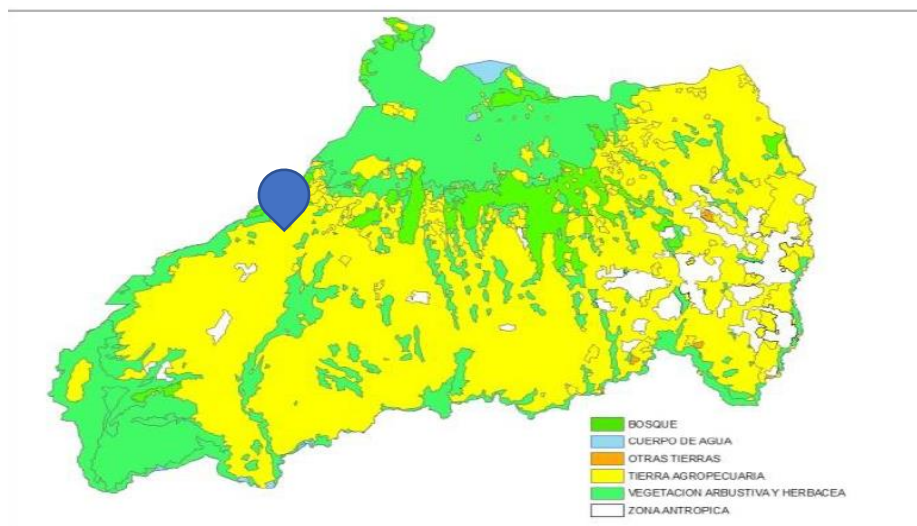 BOSQUE
CUERPO DE AGUA
OTRAS TIERRAS
TIERRA AGROPECUARIA
VEGETACION ARBUSTIVA Y HERBACEA
ZONA ANTROPICA